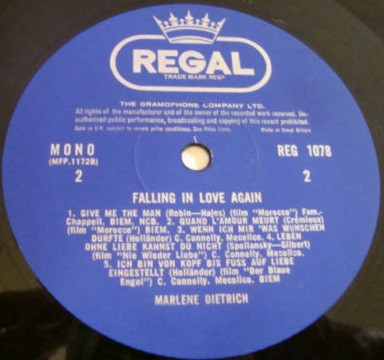 REGAL
TRADE MARK REGD
THE GRAMOPHONE COMPANY LTD.
All rights of the manufacturer and of the owner of the recorded work reserved. Un-
authorised public performance, broadcasting and copying of this record prohibited.
Sold in U.K. subject to resale price conditions. See Price Lists. Made in Great Britain
MONO REG 1078
(MFP.1172B)
2 2
FALLING IN LOVE AGAIN
1. GIVE ME THE MAN (Robin—Hajos) (film "Morocco") Fam.-
Chappell. BIEM. NCB. 2. QUAND L'AMOUR MEURT (Crémieux)
(film "Morocco") BIEM. 3. WENN ICH MIR 'WAS WUNSCHEN
DURFTE (Holländer) C. Connelly. Mecolico. 4. LEBEN
OHNE LIEBE KANNST DU NICHT (Spoliansky—Gilbert)
(film "Nie Wieder Liebe") C. Connelly. Mecolico.
5. ICH BIN VON KOPF BIS FUSS AUF LIEBE
EINGESTELLT (Holländer) (film "Der Blaue
Engel") C. Connelly. Mecolico. BIEM
MARLENE DIETRICH